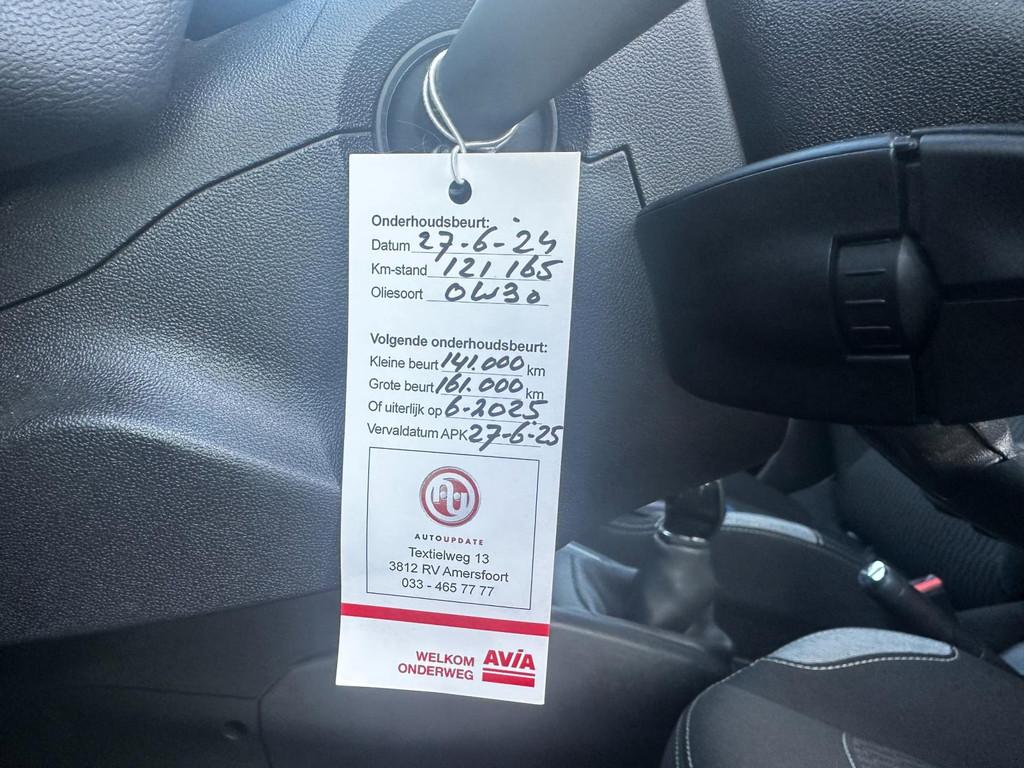 Onderhoudsbeurt:
Datum 27-6-24
Km-stand 121 165
Oliesoort 0W30
Volgende onderhoudsbeurt:
Kleine beurt 141.000 km
Grote beurt 161.000 km
Of uiterlijk op 6-2025
Vervaldatum APK 27-6-25
AUTOUPDATE
Textielweg 13
3812 RV Amersfoort
033 - 465 77 77
WELKOM
ONDERWEG
AVIA